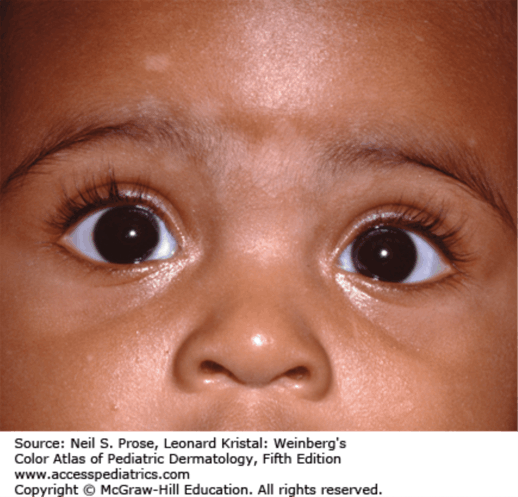 Source: Neil S. Prose, Leonard Kristal: Weinberg's
Color Atlas of Pediatric Dermatology, Fifth Edition
www.accesspediatrics.com
Copyright © McGraw-Hill Education. All rights reserved.